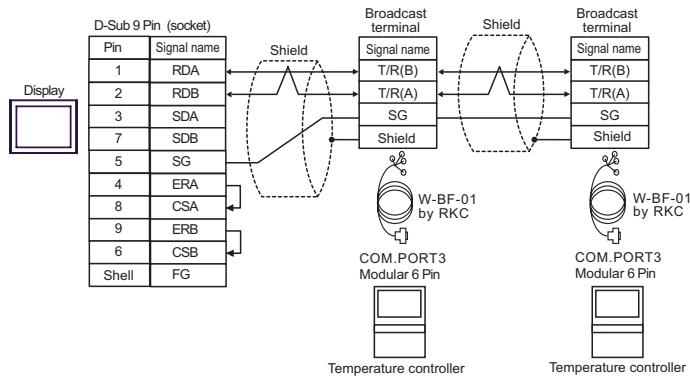 D-Sub 9 Pin (socket)
Pin Signal name
1 RDA
2 RDB
3 SDA
7 SDB
5 SG
4 ERA
8 CSA
9 ERB
6 CSB
Shell FG
Display
Shield
Broadcast
terminal
Signal name
T/R(B)
T/R(A)
SG
Shield
W-BF-01
by RKC
COM.PORT3
Modular 6 Pin
Temperature controller
Shield
Broadcast
terminal
Signal name
T/R(B)
T/R(A)
SG
Shield
W-BF-01
by RKC
COM.PORT3
Modular 6 Pin
Temperature controller